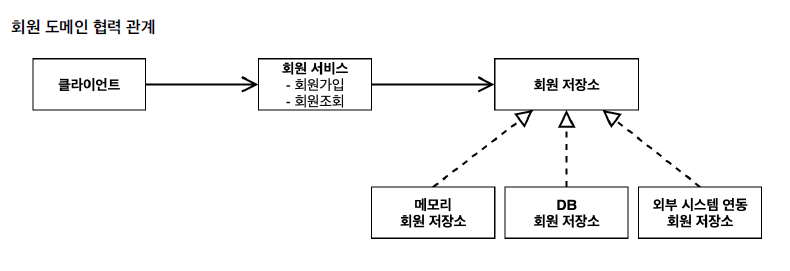 회원 도메인 협력 관계
클라이언트
회원 서비스
- 회원가입
- 회원조회
회원 저장소
메모리
회원 저장소
DB
회원 저장소
외부 시스템 연동
회원 저장소